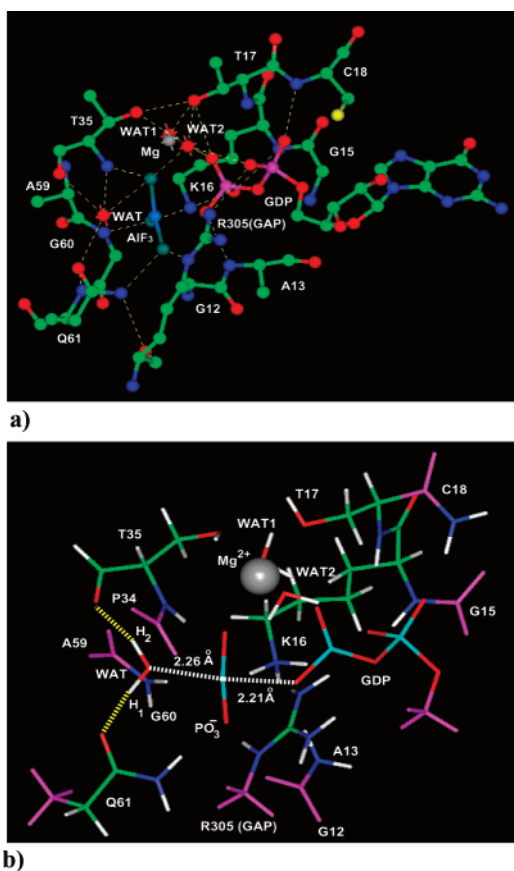 T17
C18
T35
WAT1
WAT2
Mg
G15
A59
K16
WAT
GDP
AlF3
R305(GAP)
G60
A13
G12
Q61
a)
T17
C18
WAT1
T35
Mg2+
WAT2
P34
G15
H2
A59
K16
2.26 Å
WAT
GDP
2.21Å
H1
G60
PO3−
A13
Q61
R305 (GAP)
G12
b)